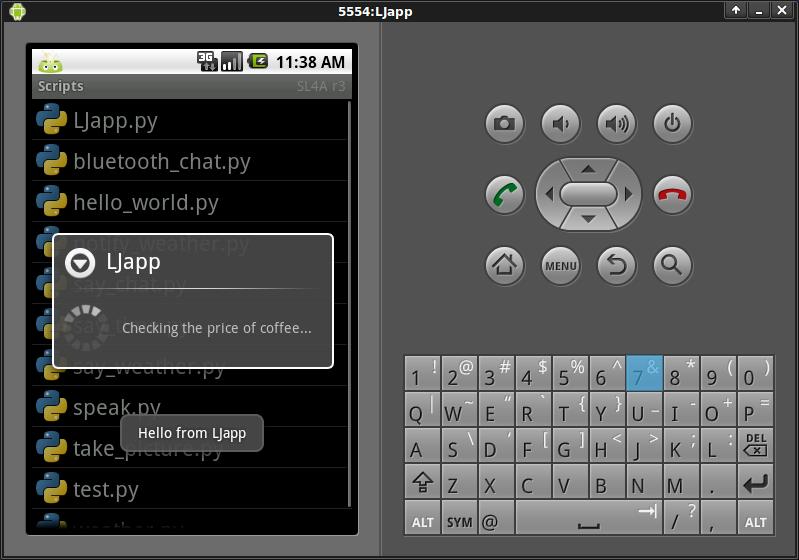 5554:LJapp
3G
11:38 AM
Scripts
SL4A r3
LJapp.py
bluetooth_chat.py
hello_world.py
notify_weather.py
LJapp
say_chat.py
Checking the price of coffee...
say_weather.py
speak.py
Hello from LJapp
take_picture.py
test.py
weather.py
MENU
1 ! 2 @ 3 # 4 $ 5 % 6 ^ 7 & 8 * 9 ( 0 )
Q | W ~ E “ R ` T { Y } U _ I - O + P =
A S \ D ‘ F [ G ] H < J > K ; L : DEL
Z X C V B N M .
ALT SYM @ / ? , ALT